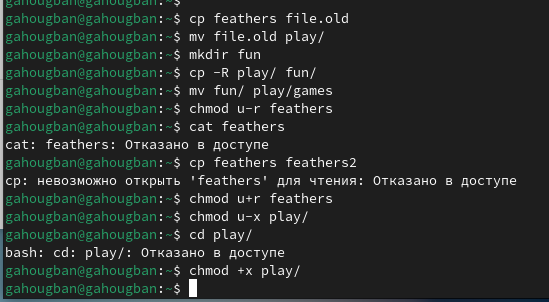 gahougban@gahougban:~$
gahougban@gahougban:~$ cp feathers file.old
gahougban@gahougban:~$ mv file.old play/
gahougban@gahougban:~$ mkdir fun
gahougban@gahougban:~$ cp -R play/ fun/
gahougban@gahougban:~$ mv fun/ play/games
gahougban@gahougban:~$ chmod u-r feathers
gahougban@gahougban:~$ cat feathers
cat: feathers: Отказано в доступе
gahougban@gahougban:~$ cp feathers feathers2
cp: невозможно открыть 'feathers' для чтения: Отказано в доступе
gahougban@gahougban:~$ chmod u+r feathers
gahougban@gahougban:~$ chmod u-x play/
gahougban@gahougban:~$ cd play/
bash: cd: play/: Отказано в доступе
gahougban@gahougban:~$ chmod +x play/
gahougban@gahougban:~$